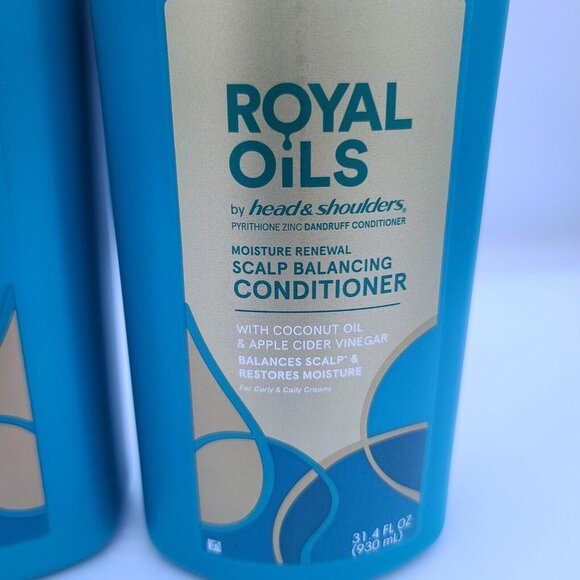 ROYAL
OiLS
by head & shoulders®
PYRITHIONE ZINC DANDRUFF CONDITIONER
MOISTURE RENEWAL
SCALP BALANCING
CONDITIONER
WITH COCONUT OIL
& APPLE CIDER VINEGAR
BALANCES SCALP* &
RESTORES MOISTURE
For Curly & Coily Crowns
31.4 FL OZ
(930 mL)